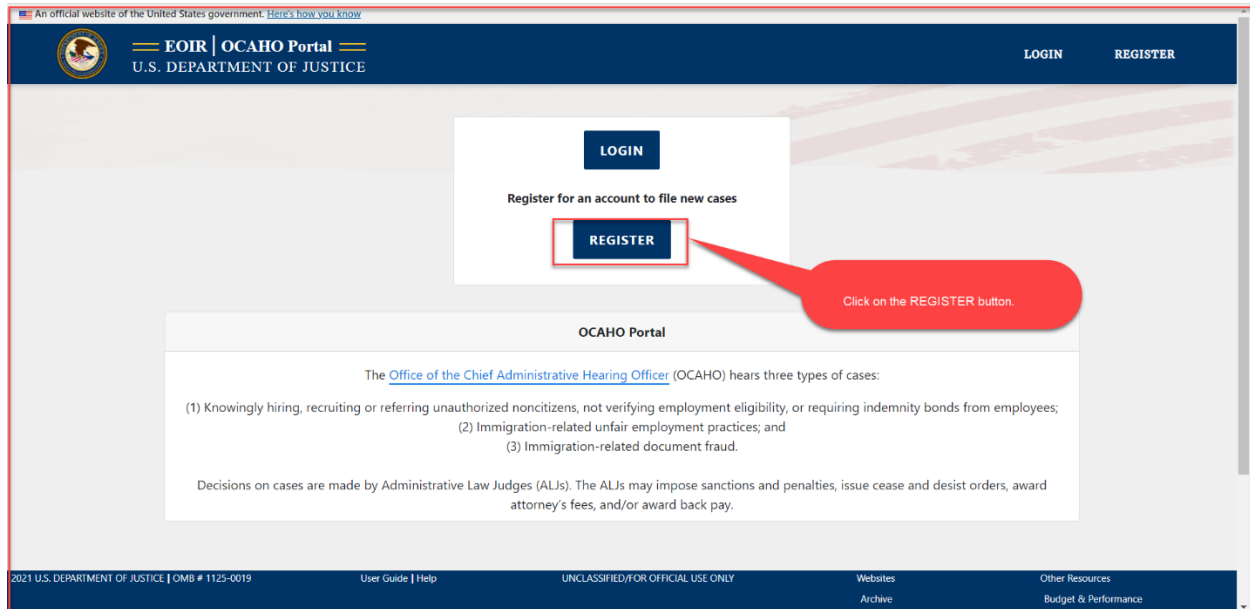 An official website of the United States government. Here's how you know
EOIR | OCAHO Portal
U.S. DEPARTMENT OF JUSTICE
LOGIN REGISTER
LOGIN
Register for an account to file new cases
REGISTER
Click on the REGISTER button.
OCAHO Portal
The Office of the Chief Administrative Hearing Officer (OCAHO) hears three types of cases:
(1) Knowingly hiring, recruiting or referring unauthorized noncitizens, not verifying employment eligibility, or requiring indemnity bonds from employees;
(2) Immigration-related unfair employment practices; and
(3) Immigration-related document fraud.
Decisions on cases are made by Administrative Law Judges (ALJs). The ALJs may impose sanctions and penalties, issue cease and desist orders, award
attorney's fees, and/or award back pay.
2021 U.S. DEPARTMENT OF JUSTICE | OMB # 1125-0019 User Guide | Help UNCLASSIFIED/FOR OFFICIAL USE ONLY Websites Other Resources
Archive Budget & Performance